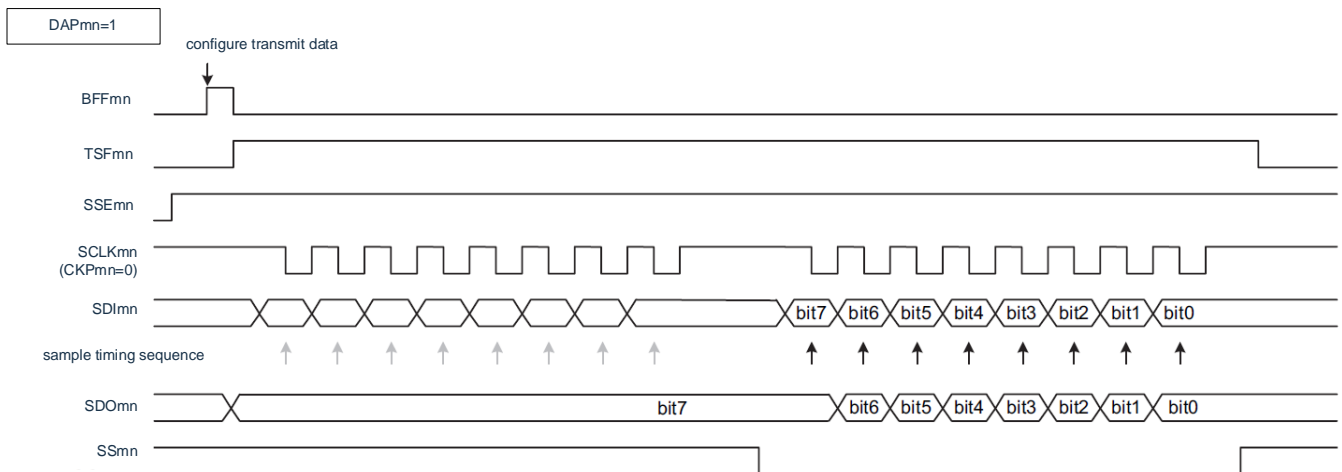 DAPmn=1
configure transmit data
BFFmn
TSFmn
SSEmn
SCLKmn
(CKPmn=0)
SDImn
bit7 bit6 bit5 bit4 bit3 bit2 bit1 bit0
sample timing sequence
SDOmn
bit7 bit6 bit5 bit4 bit3 bit2 bit1 bit0
SSmn